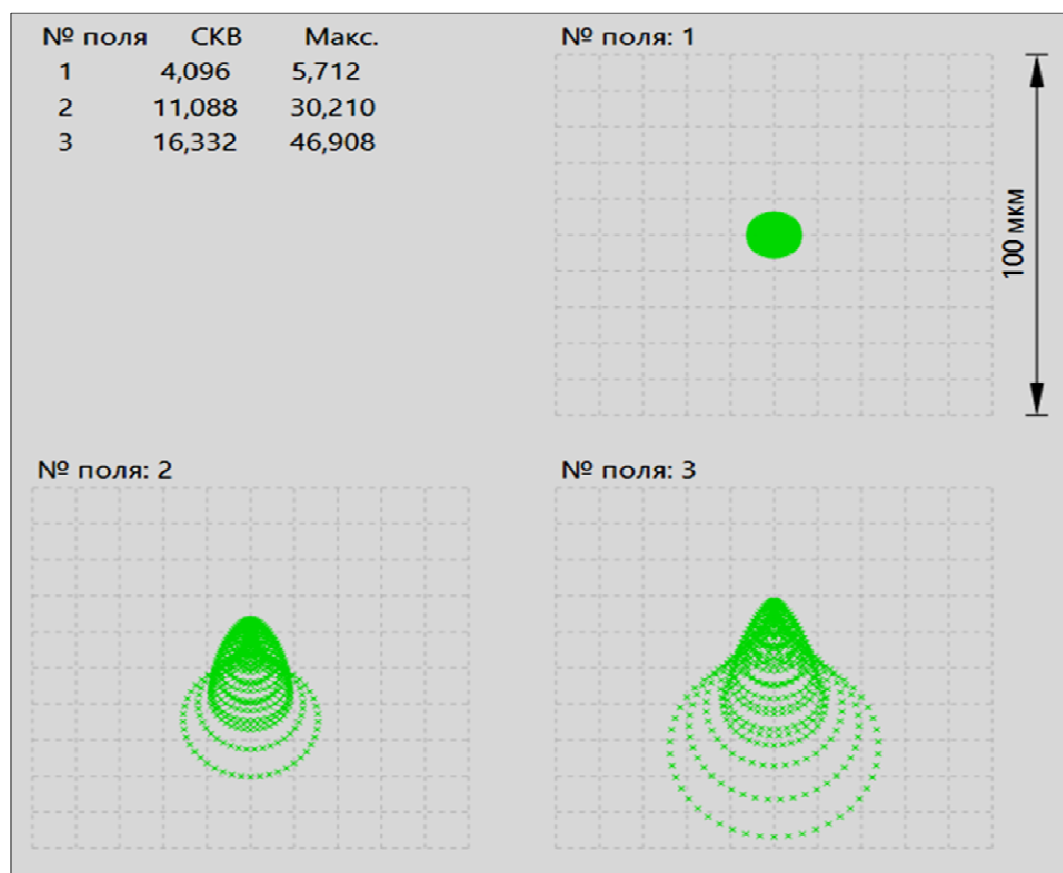 № поля СКВ Макс.
1 4,096 5,712
2 11,088 30,210
3 16,332 46,908
№ поля: 1
100 мкм
№ поля: 2
№ поля: 3